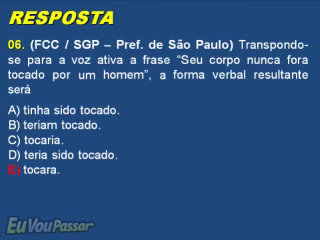 RESPOSTA
06. (FCC / SGP – Pref. de São Paulo) Transpondo-
se para a voz ativa a frase “Seu corpo nunca fora
tocado por um homem”, a forma verbal resultante
será
A) tinha sido tocado.
B) teriam tocado.
C) tocaria.
D) teria sido tocado.
E) tocara.
EuVouPassar